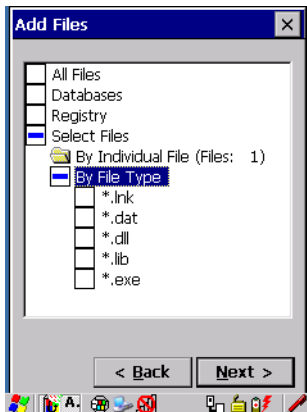 Add Files
All Files
Databases
Registry
Select Files
By Individual File (Files: 1)
By File Type
*.lnk
*.dat
*.dll
*.lib
*.exe
< Back Next >
A.